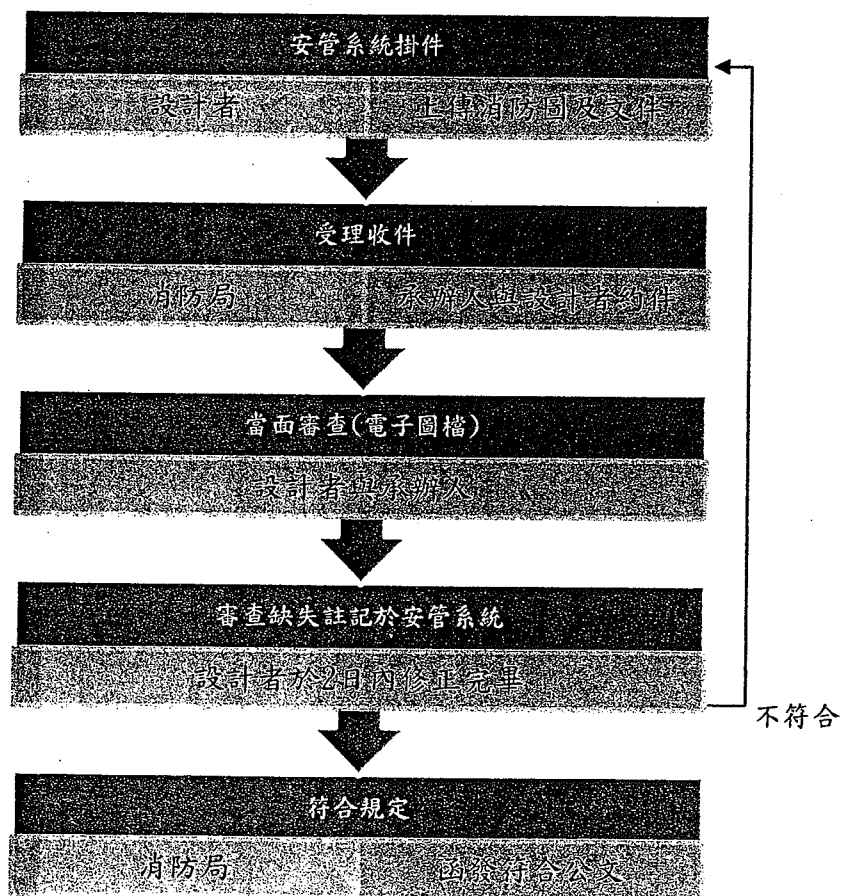 安管系統掛件
設計者 上傳消防圖及文件
受理收件
消防局 承辦人與設計者約件
當面審查(電子圖檔)
設計者與承辦人
審查缺失註記於安管系統
設計者於2日內修正完畢
不符合
符合規定
消防局 函發符合公文